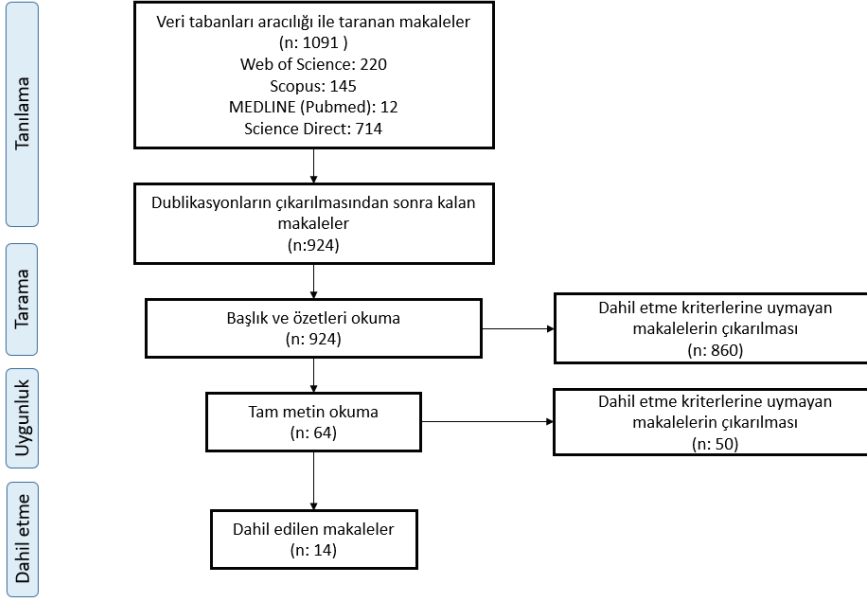 Tanılama
Veri tabanları aracılığı ile taranan makaleler
(n: 1091 )
Web of Science: 220
Scopus: 145
MEDLINE (Pubmed): 12
Science Direct: 714
Dublikasyonların çıkarılmasından sonra kalan
makaleler
(n:924)
Tarama
Başlık ve özetleri okuma
(n: 924)
Dahil etme kriterlerine uymayan
makalelerin çıkarılması
(n: 860)
Uygunluk
Tam metin okuma
(n: 64)
Dahil etme kriterlerine uymayan
makalelerin çıkarılması
(n: 50)
Dahil etme
Dahil edilen makaleler
(n: 14)